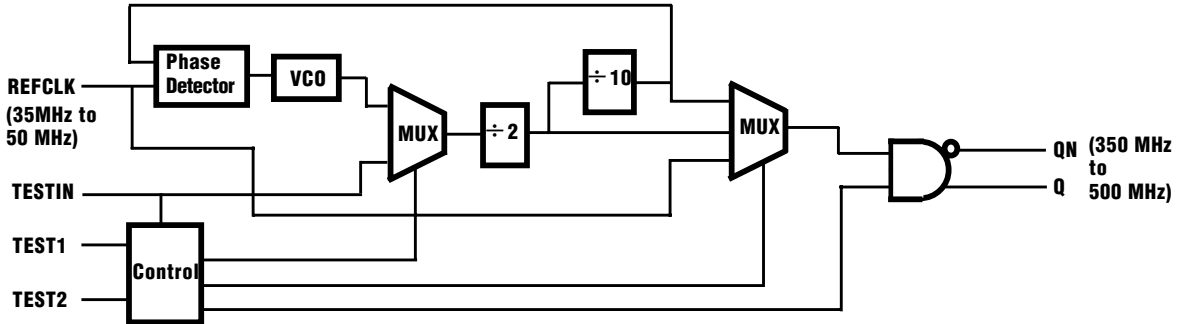 Phase
Detector
VCO
÷ 10
REFCLK
(35MHz to
50 MHz)
MUX
÷ 2
MUX
QN (350 MHz
to
Q 500 MHz)
TESTIN
TEST1
Control
TEST2